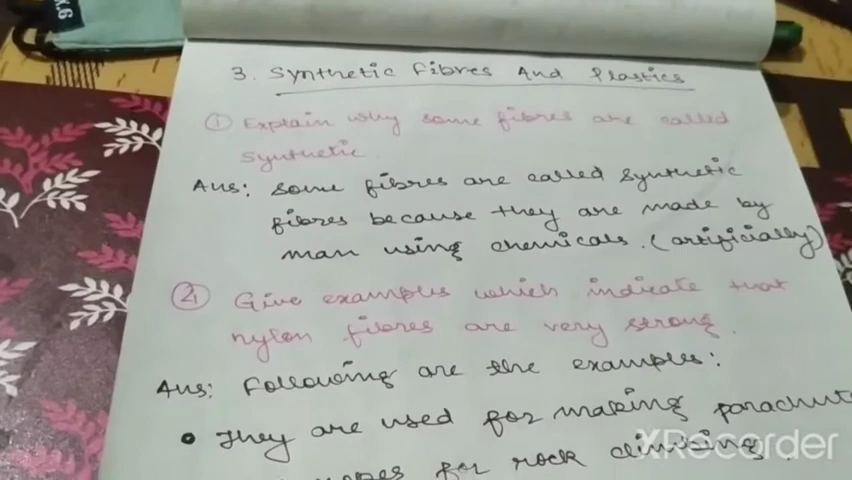 3. Synthetic Fibres And Plastics
① Explain why some fibres are called
synthetic.
Ans: Some fibres are called synthetic
fibres because they are made by
man using chemicals. (artificially)
② Give examples which indicate that
nylon fibres are very strong.
Ans: Following are the examples:
• They are used for making parachute
for rock climbing.
XRecorder